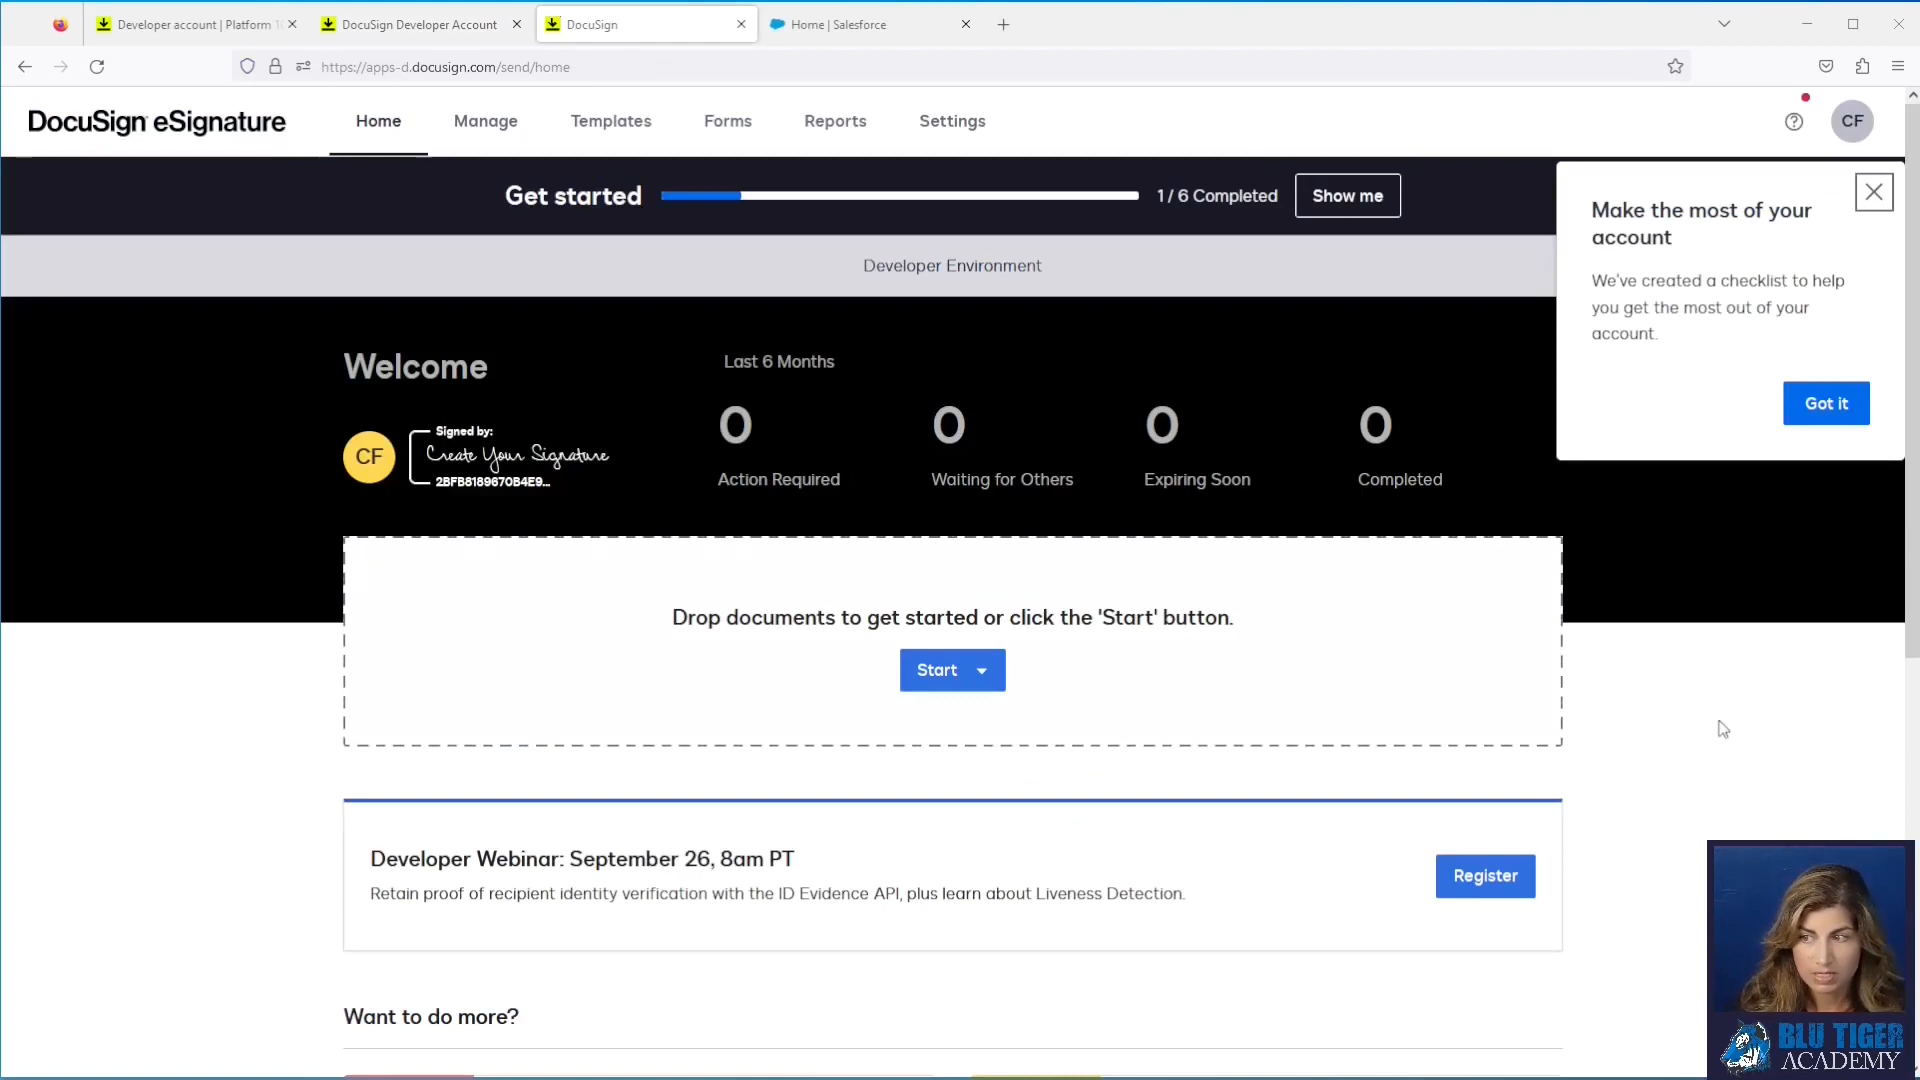 Developer account | Platform
DocuSign Developer Account
DocuSign
Home | Salesforce
https://apps-d.docusign.com/send/home
DocuSign eSignature
Home
Manage
Templates
Forms
Reports
Settings
CF
Get started
1 / 6 Completed
Show me
Make the most of your
account
We've created a checklist to help
you get the most out of your
account.
Got it
Developer Environment
Welcome
Last 6 Months
CF
Signed by:
Create Your Signature
2BFB8189670B4E9...
0
Action Required
0
Waiting for Others
0
Expiring Soon
0
Completed
Drop documents to get started or click the 'Start' button.
Start
Developer Webinar: September 26, 8am PT
Retain proof of recipient identity verification with the ID Evidence API, plus learn about Liveness Detection.
Register
Want to do more?
BLU TIGER
ACADEMY